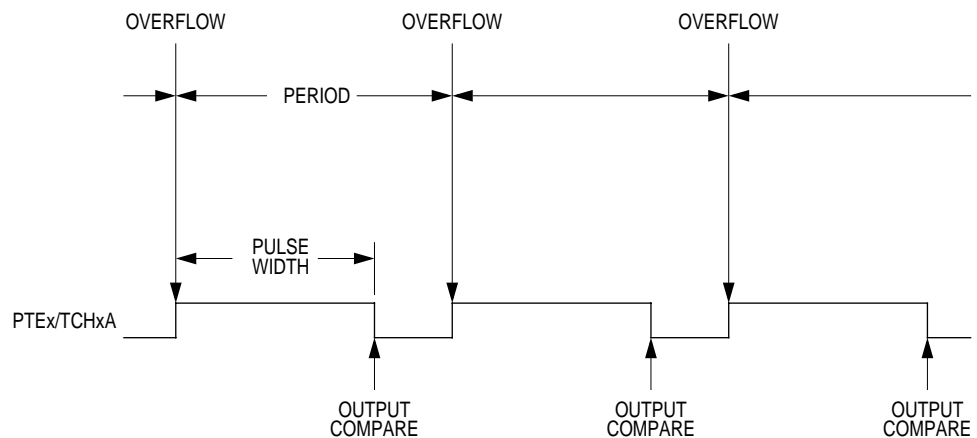 OVERFLOW OVERFLOW OVERFLOW
PERIOD
PULSE
WIDTH
PTEx/TCHxA
OUTPUT
COMPARE
OUTPUT
COMPARE
OUTPUT
COMPARE